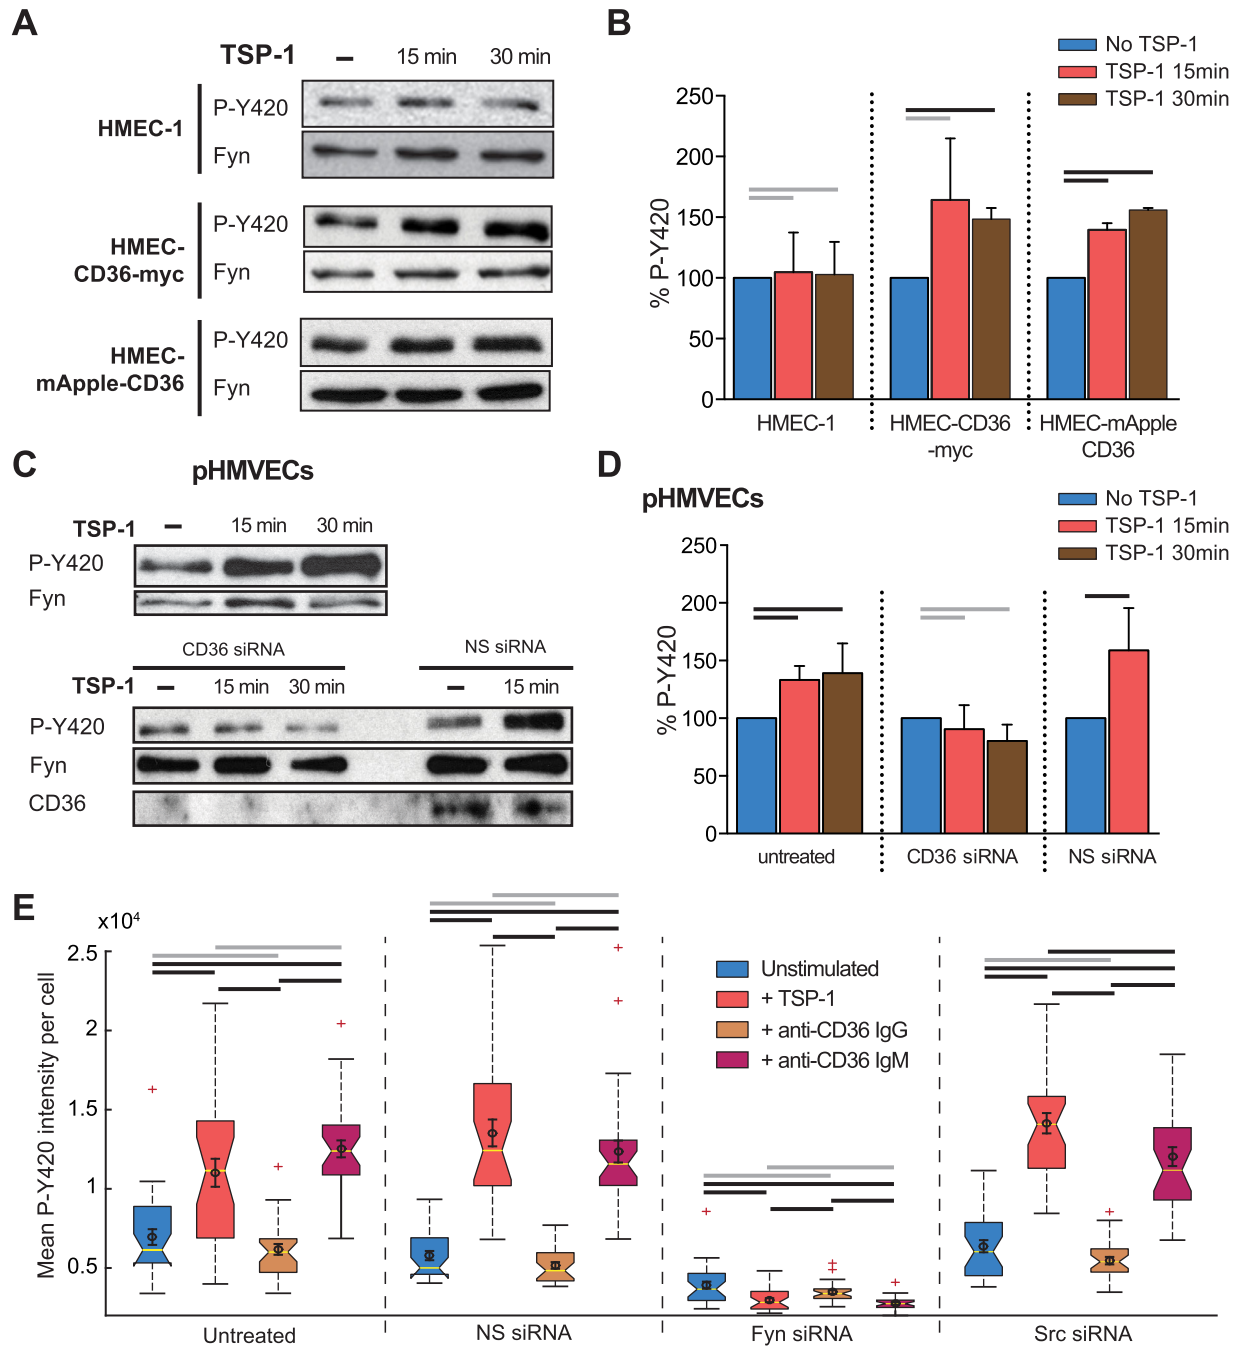 A
TSP-1 – 15 min 30 min
HMEC-1
P-Y420
Fyn
HMEC-
CD36-myc
P-Y420
Fyn
HMEC-
mApple-CD36
P-Y420
Fyn
B
No TSP-1
TSP-1 15min
TSP-1 30min
% P-Y420
250
200
150
100
50
0
HMEC-1
HMEC-CD36
-myc
HMEC-mApple
CD36
C
pHMVECs
TSP-1 – 15 min 30 min
P-Y420
Fyn
CD36 siRNA NS siRNA
TSP-1 – 15 min 30 min – 15 min
P-Y420
Fyn
CD36
D
pHMVECs
No TSP-1
TSP-1 15min
TSP-1 30min
% P-Y420
250
200
150
100
50
0
untreated CD36 siRNA NS siRNA
E
x10⁴
Mean P-Y420 intensity per cell
2.5
2
1.5
1
0.5
Unstimulated
+ TSP-1
+ anti-CD36 IgG
+ anti-CD36 IgM
Untreated NS siRNA Fyn siRNA Src siRNA